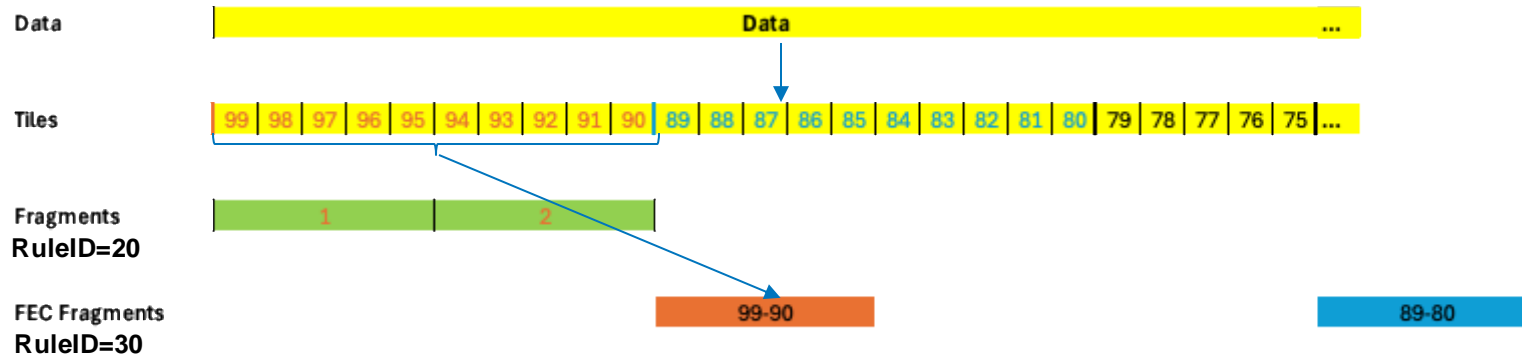 Data Data ...
Tiles 99 98 97 96 95 94 93 92 91 90 89 88 87 86 85 84 83 82 81 80 79 78 77 76 75 ...
Fragments 1 2
RuleID=20
FEC Fragments 99-90 89-80
RuleID=30